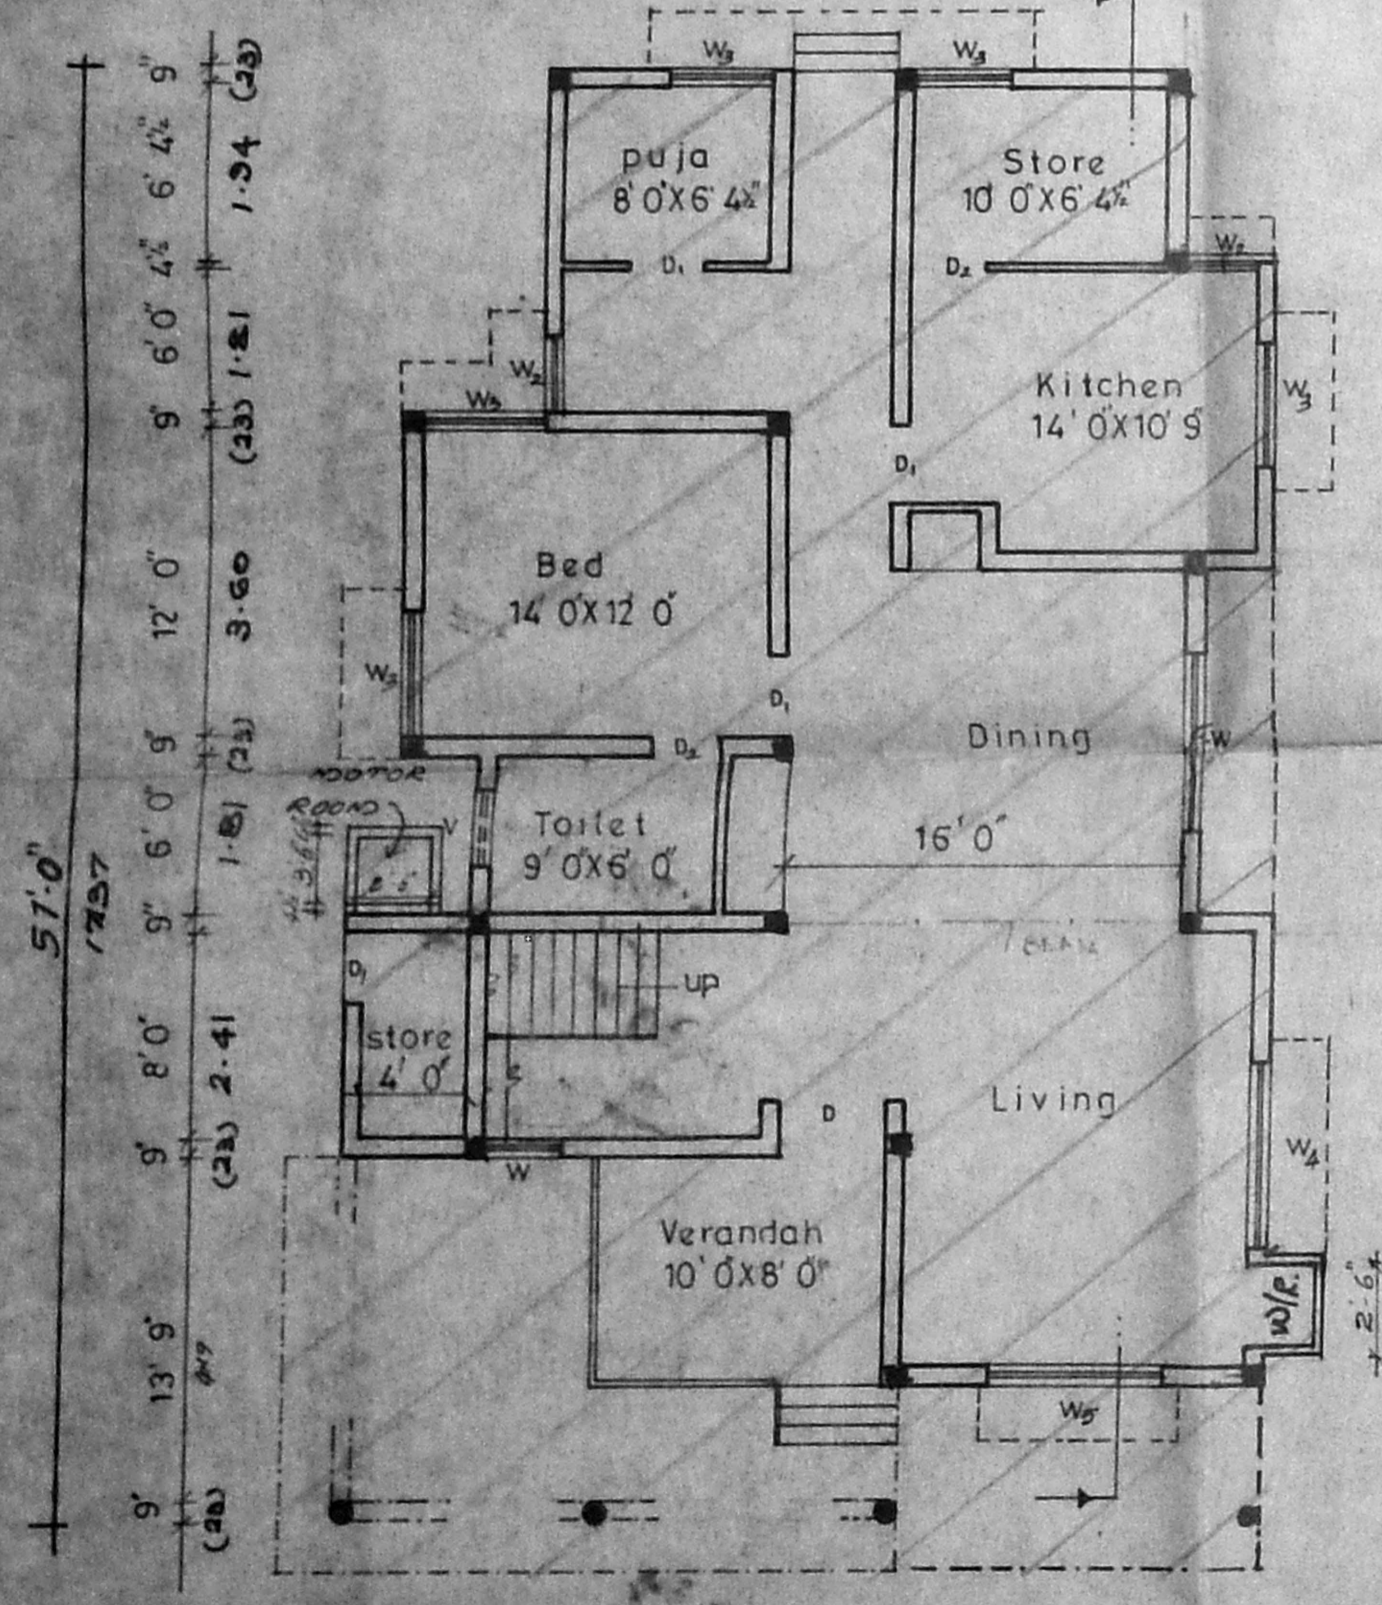 W3
W3
puja
8' 0"X6' 4½"
Store
10' 0"X6' 4½"
D1
D2
W2
Kitchen
14' 0"X10' 9"
W3
W2
W3
D1
Bed
14' 0"X12' 0"
W3
D1
D2
Dining
W
MOTOR
ROOM
V
Toilet
9' 0"X6' 0"
16' 0"
D1
UP
store
4' 0"
D
Living
W4
W
Verandah
10' 0"X8' 0"
W/R.
2'-6"
W5
9"
6' 4½"
4½"
6' 0"
9"
12' 0"
9"
6' 0"
9"
8' 0"
9"
13' 9"
9"
(23)
1.94
1.81
(23)
3.60
(23)
1.81
2.41
(23)
(23)
57'-0"
1737